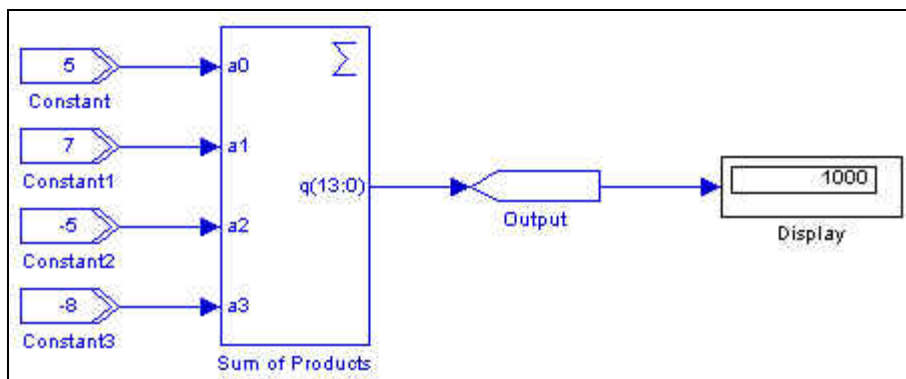 5
Constant
7
Constant1
-5
Constant2
-8
Constant3
Σ
a0
a1
a2
a3
q(13:0)
Sum of Products
Output
1000
Display